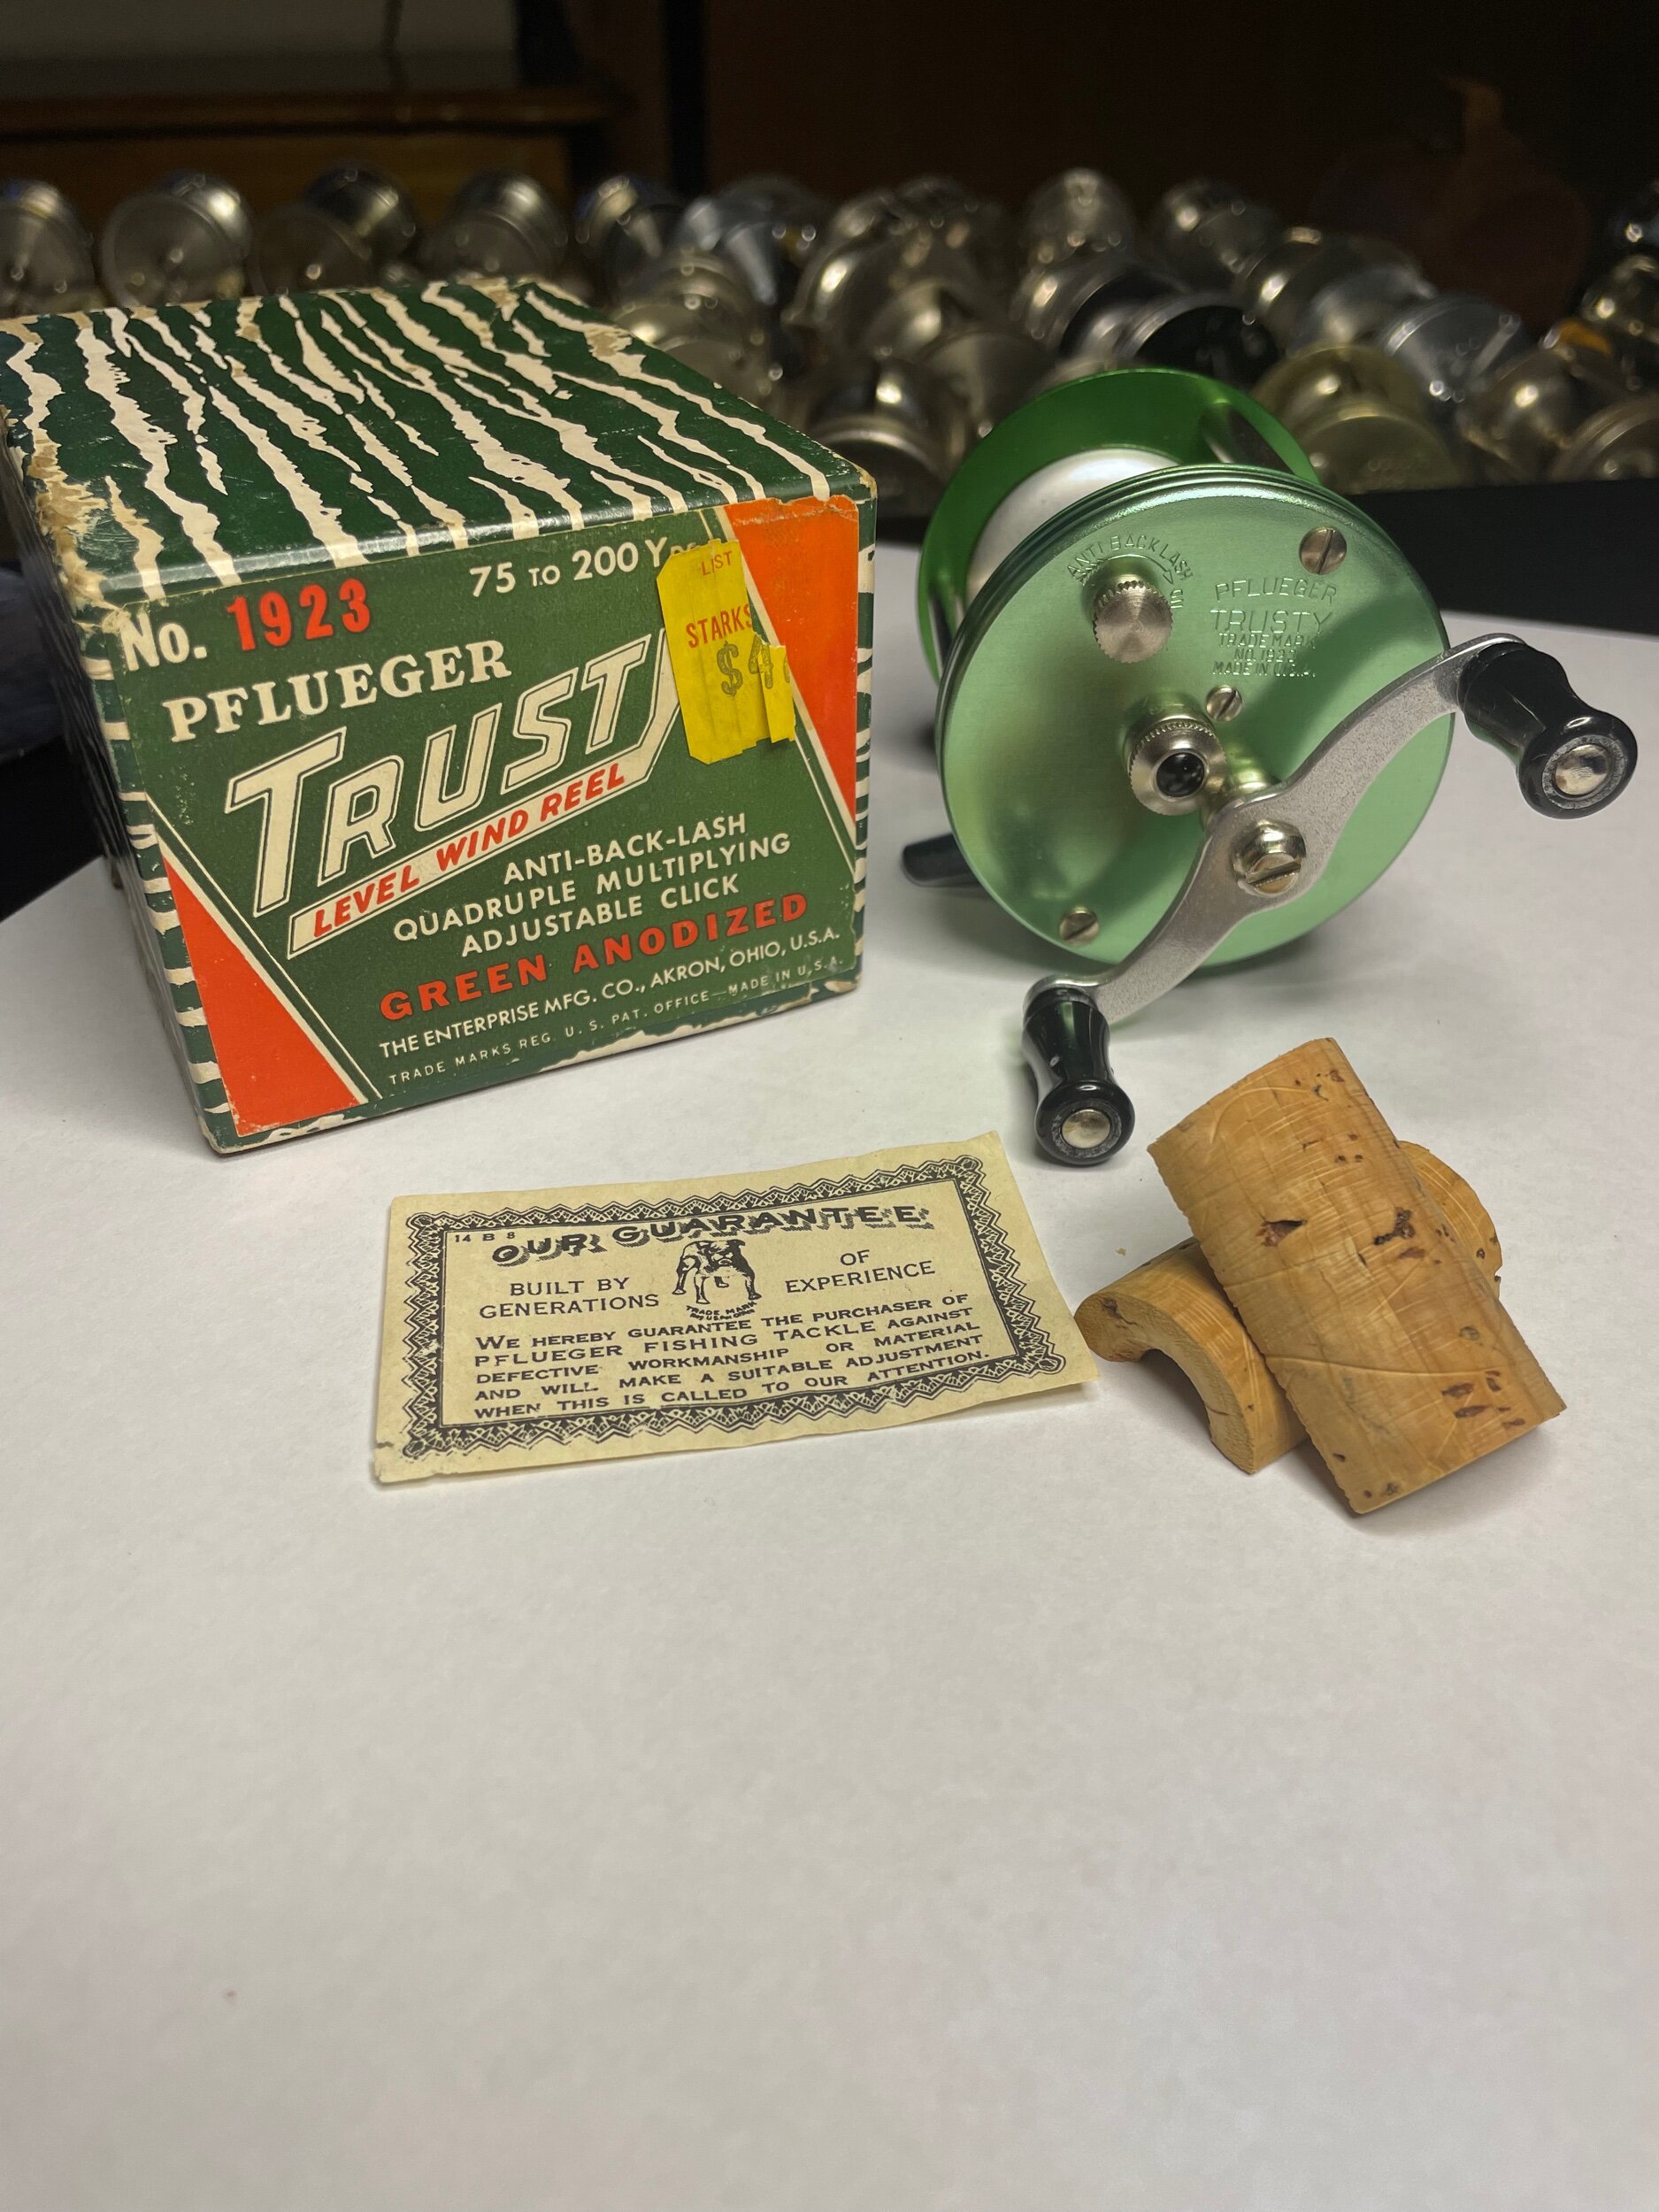 No. 1923
75 TO 200
PFLUEGER
TRUST
LEVEL WIND REEL
ANTI-BACK-LASH
QUADRUPLE MULTIPLYING
ADJUSTABLE CLICK
GREEN ANODIZED
THE ENTERPRISE MFG. CO., AKRON, OHIO, U.S.A.
TRADE MARKS REG. U. S. PAT. OFFICE—MADE IN U.S.A.
LIST
STARKS
$4
ANTI BACK LASH
PFLUEGER
TRUSTY
TRADE MARK
MADE IN U.S.A.
14 B 8
OUR GUARANTEE
BUILT BY GENERATIONS
OF EXPERIENCE
TRADE MARK
WE HEREBY GUARANTEE THE PURCHASER OF
PFLUEGER FISHING TACKLE AGAINST
DEFECTIVE WORKMANSHIP OR MATERIAL
AND WILL MAKE A SUITABLE ADJUSTMENT
WHEN THIS IS CALLED TO OUR ATTENTION.